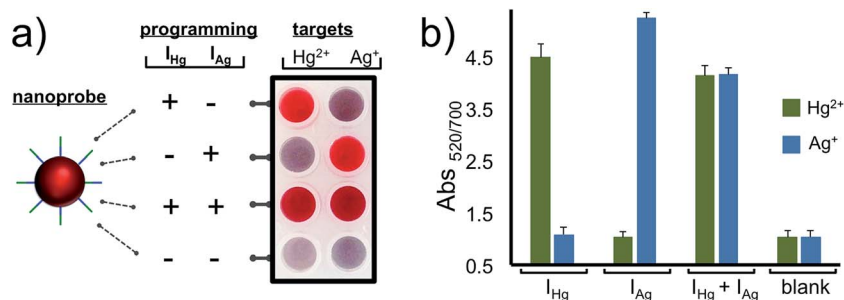 a)
programming
I_Hg I_Ag
targets
Hg²⁺ Ag⁺
nanoprobe
+ -
- +
+ +
- -
b)
Abs 520/700
4.5
3.5
2.5
1.5
0.5
Hg²⁺
Ag⁺
I_Hg I_Ag I_Hg + I_Ag blank